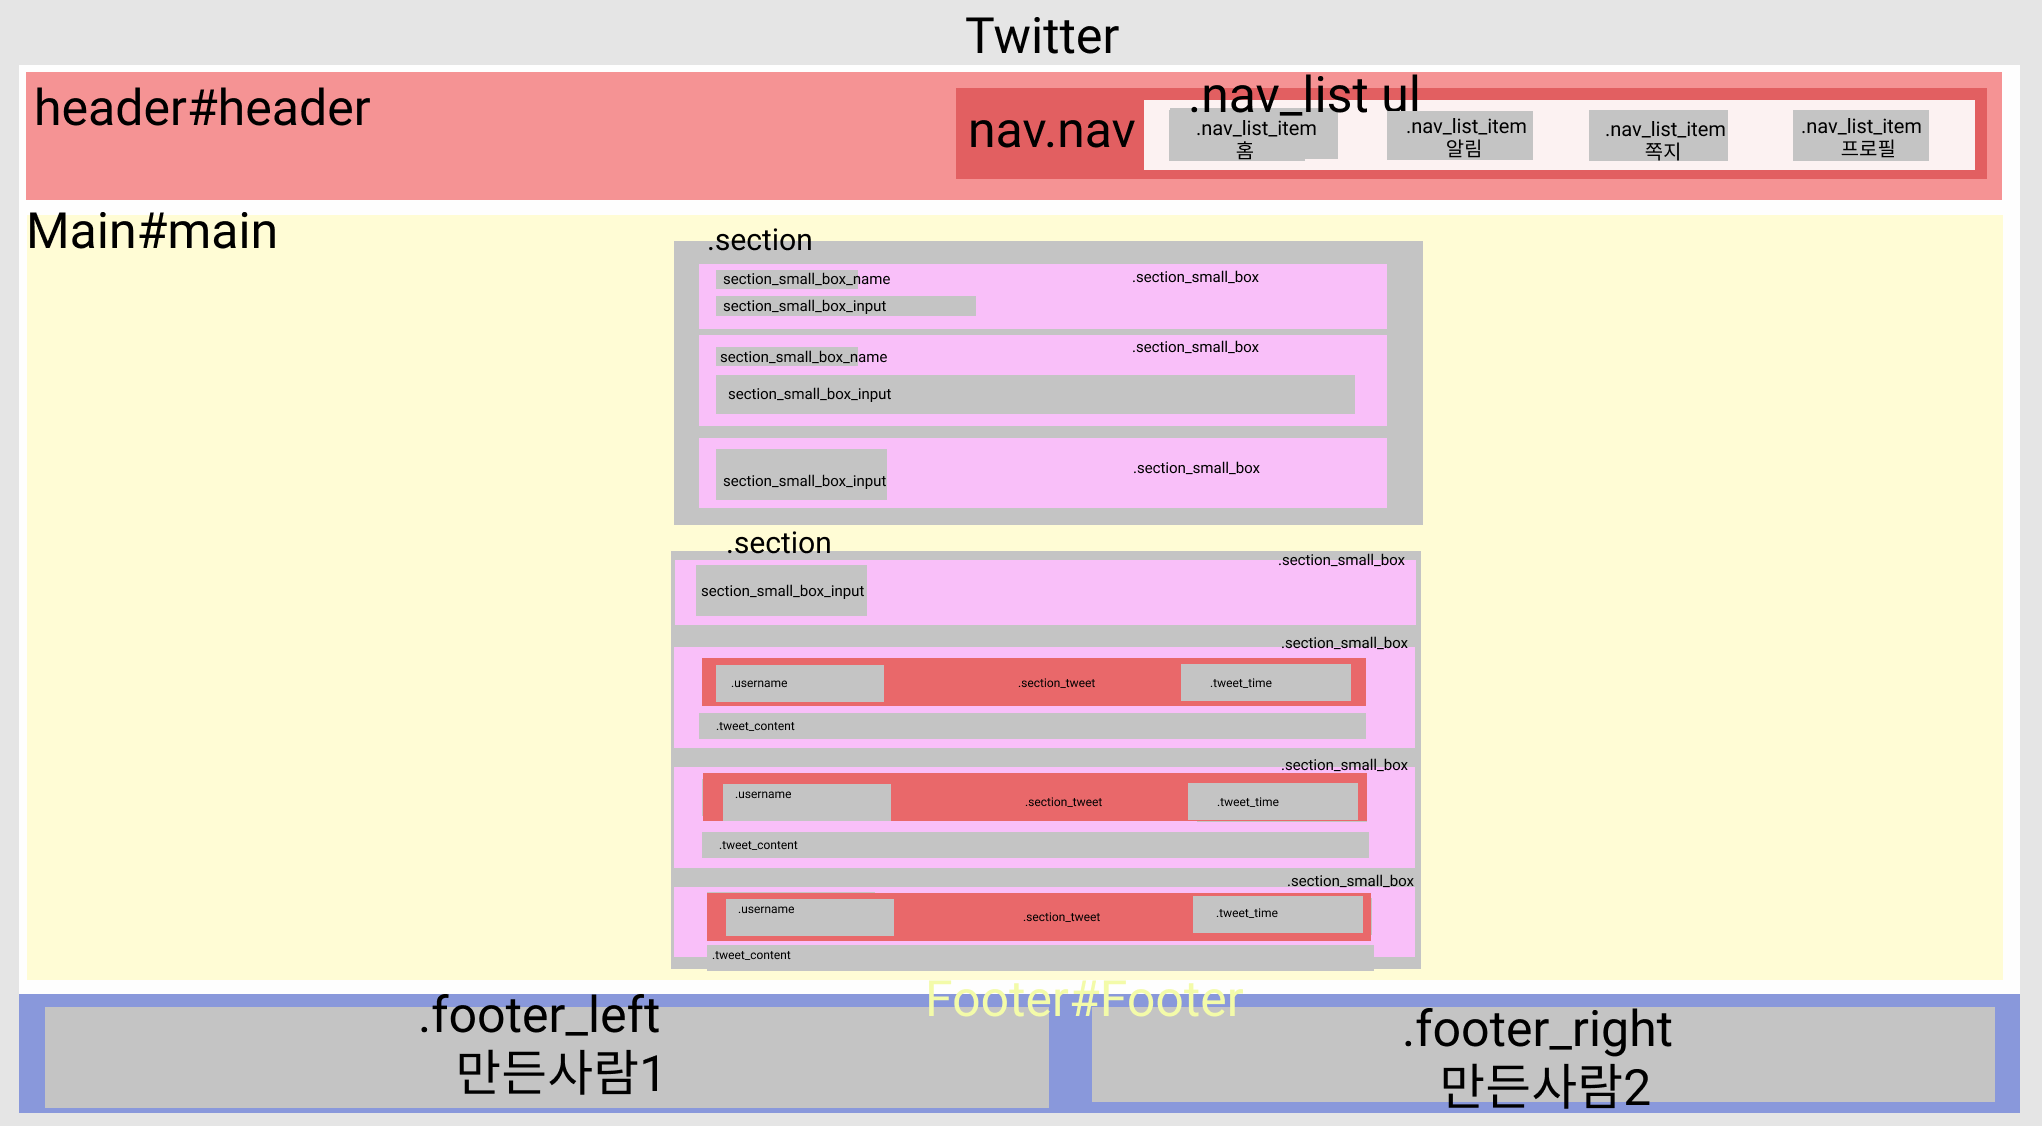 Twitter
header#header
.nav_list ul
nav.nav
.nav_list_item
홈
.nav_list_item
알림
.nav_list_item
쪽지
.nav_list_item
프로필
Main#main
.section
section_small_box_name
.section_small_box
section_small_box_input
section_small_box_name
.section_small_box
section_small_box_input
.section_small_box
section_small_box_input
.section
.section_small_box
section_small_box_input
.section_small_box
.username
.section_tweet
.tweet_time
.tweet_content
.section_small_box
.username
.section_tweet
.tweet_time
.tweet_content
.section_small_box
.username
.section_tweet
.tweet_time
.tweet_content
Footer#Footer
.footer_left
만든사람1
.footer_right
만든사람2